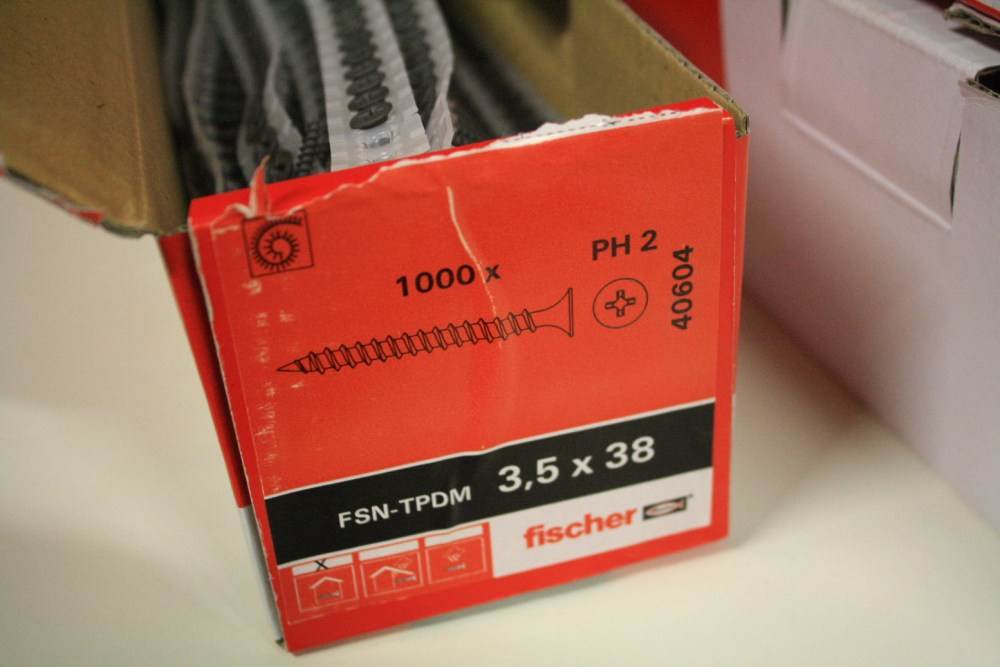 1000 x
PH 2
40604
FSN-TPDM 3,5 x 38
X
fischer